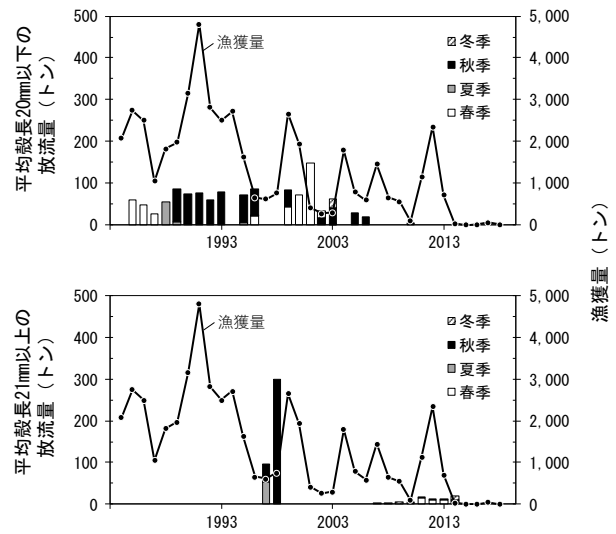 平均殻長20mm以下の
放流量（トン）
500
400
300
200
100
0
漁獲量
冬季
秋季
夏季
春季
5,000
4,000
3,000
2,000
1,000
0
1993
2003
2013
平均殻長21mm以上の
放流量（トン）
500
400
300
200
100
0
漁獲量
冬季
秋季
夏季
春季
5,000
4,000
3,000
2,000
1,000
0
1993
2003
2013
漁獲量（トン）